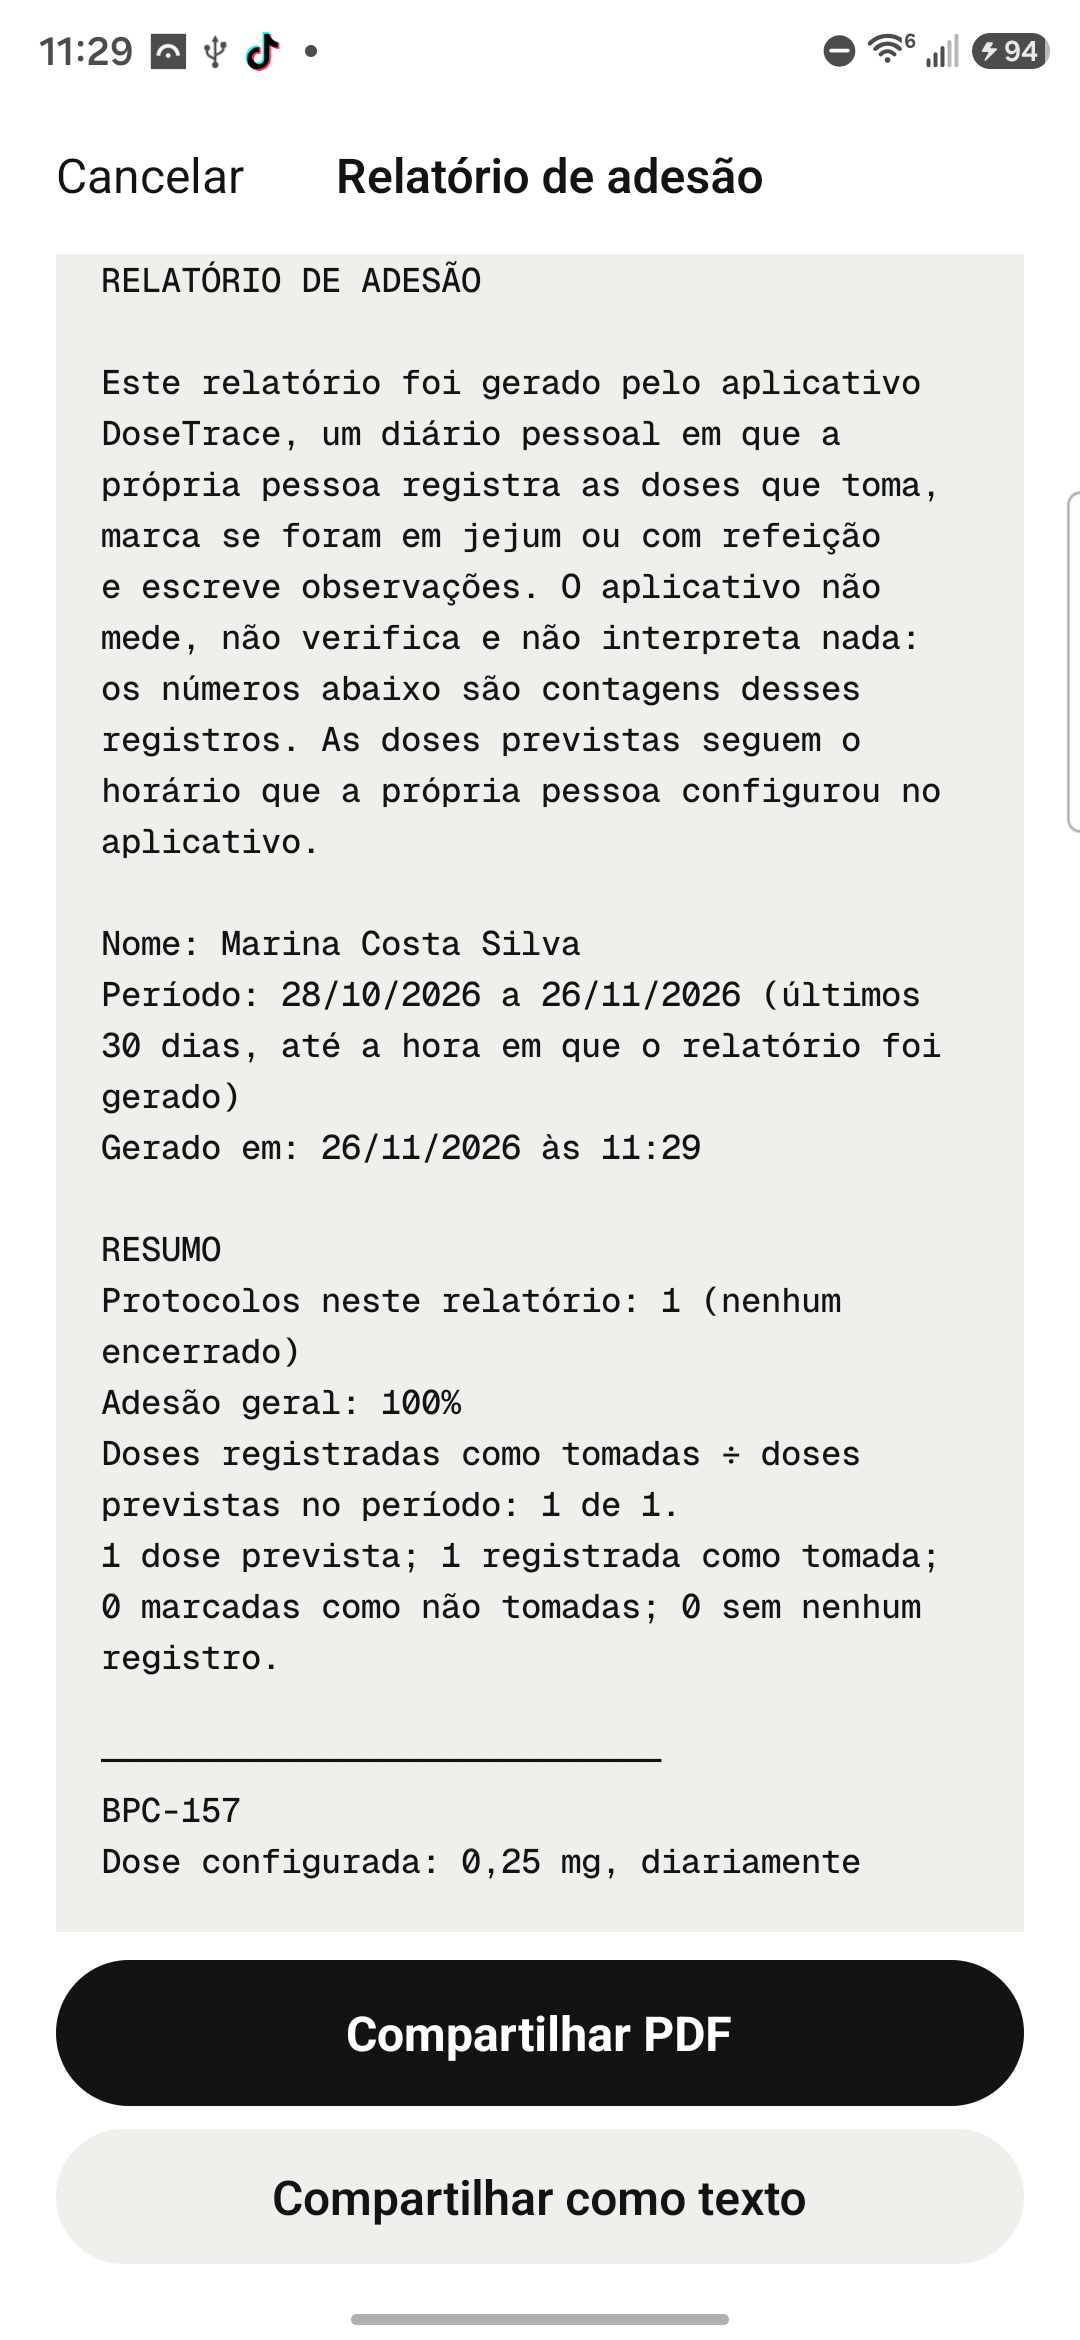 11:29
6
94
Cancelar
Relatório de adesão
RELATÓRIO DE ADESÃO
Este relatório foi gerado pelo aplicativo
DoseTrace, um diário pessoal em que a
própria pessoa registra as doses que toma,
marca se foram em jejum ou com refeição
e escreve observações. O aplicativo não
mede, não verifica e não interpreta nada:
os números abaixo são contagens desses
registros. As doses previstas seguem o
horário que a própria pessoa configurou no
aplicativo.
Nome: Marina Costa Silva
Período: 28/10/2026 a 26/11/2026 (últimos
30 dias, até a hora em que o relatório foi
gerado)
Gerado em: 26/11/2026 às 11:29
RESUMO
Protocolos neste relatório: 1 (nenhum
encerrado)
Adesão geral: 100%
Doses registradas como tomadas ÷ doses
previstas no período: 1 de 1.
1 dose prevista; 1 registrada como tomada;
0 marcadas como não tomadas; 0 sem nenhum
registro.
BPC-157
Dose configurada: 0,25 mg, diariamente
Compartilhar PDF
Compartilhar como texto